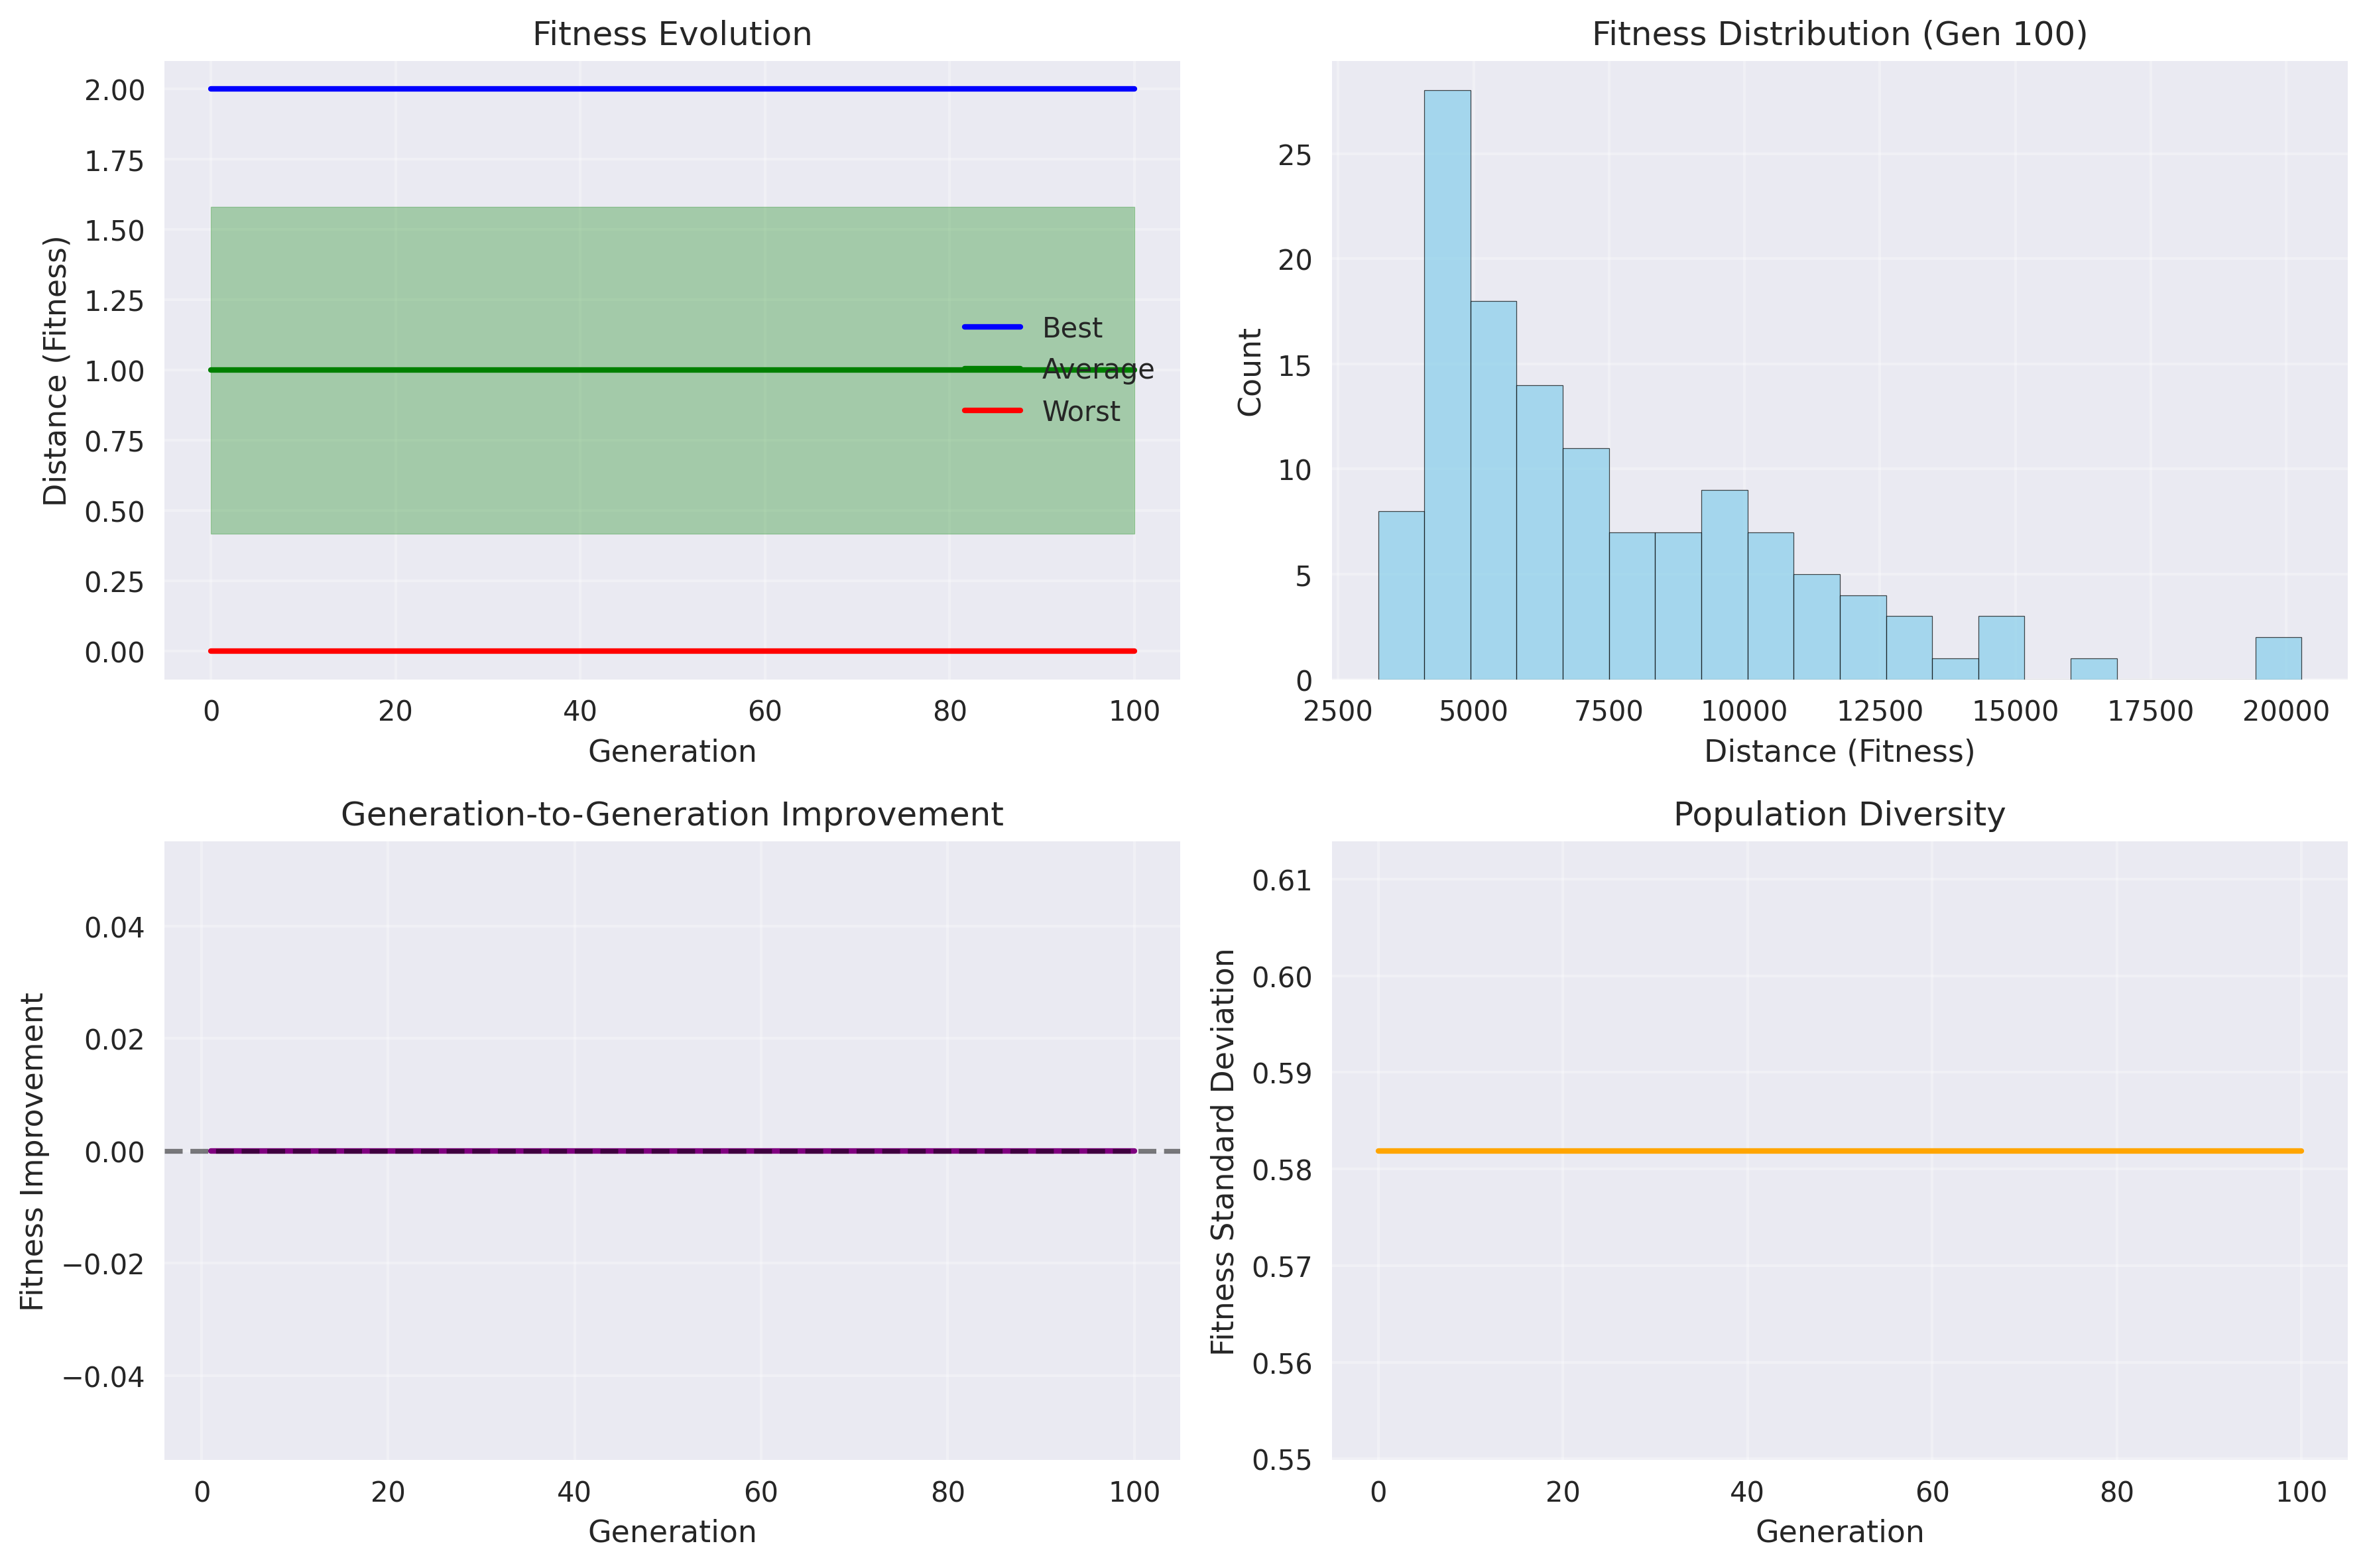 Fitness Evolution
Distance (Fitness)
2.00
1.75
1.50
1.25
1.00
0.75
0.50
0.25
0.00
Best
Average
Worst
0 20 40 60 80 100
Generation
Fitness Distribution (Gen 100)
Count
25
20
15
10
5
0
2500 5000 7500 10000 12500 15000 17500 20000
Distance (Fitness)
Generation-to-Generation Improvement
Fitness Improvement
0.04
0.02
0.00
−0.02
−0.04
0 20 40 60 80 100
Generation
Population Diversity
Fitness Standard Deviation
0.61
0.60
0.59
0.58
0.57
0.56
0.55
0 20 40 60 80 100
Generation